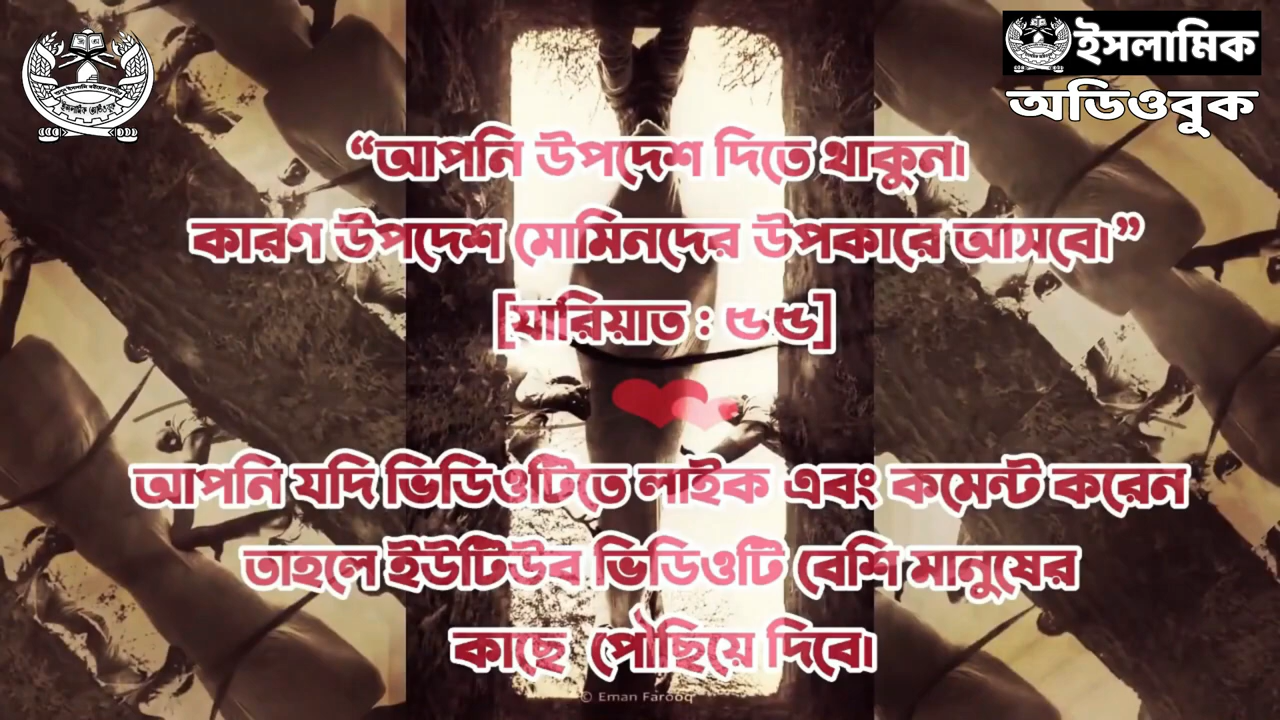 ইসলামিক
অডিওবুক
“আপনি উপদেশ দিতে থাকুন।
কারণ উপদেশ মোমিনদের উপকারে আসবে।”
[যারিয়াত : ৫৫]
আপনি যদি ভিডিওটিতে লাইক এবং কমেন্ট করেন
তাহলে ইউটিউব ভিডিওটি বেশি মানুষের
কাছে পৌছিয়ে দিবে।
© Eman Farooq